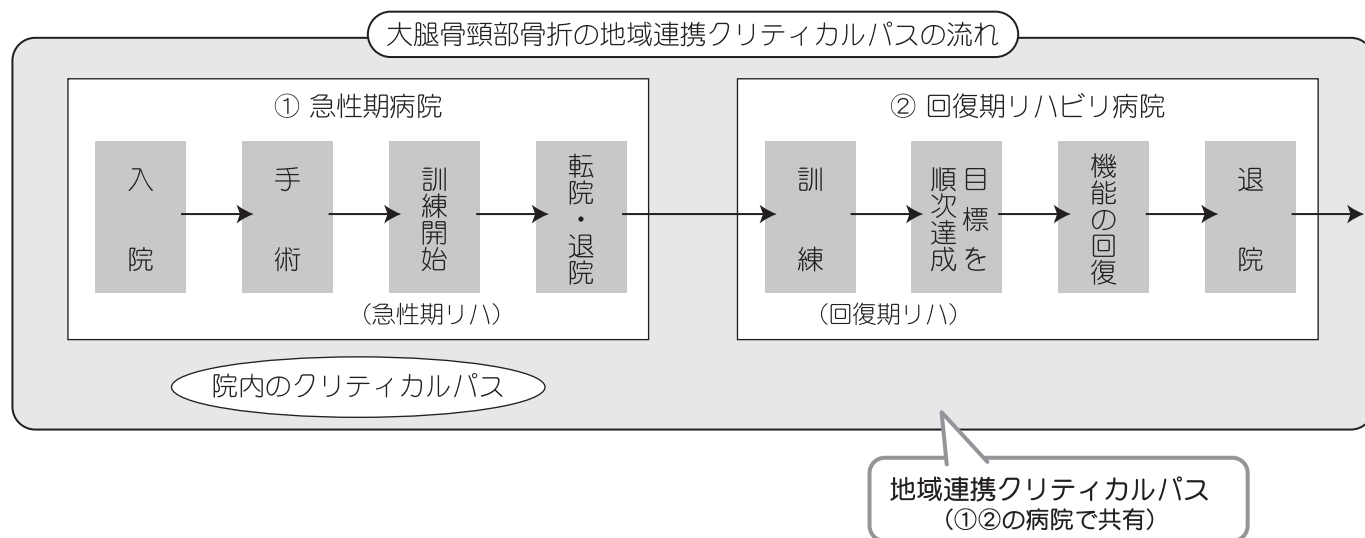 大腿骨頸部骨折の地域連携クリティカルパスの流れ
① 急性期病院
入院
手術
訓練開始
転院・退院
(急性期リハ)
② 回復期リハビリ病院
訓練
目標を
順次達成
機能の回復
退院
(回復期リハ)
院内のクリティカルパス
地域連携クリティカルパス
(①②の病院で共有)